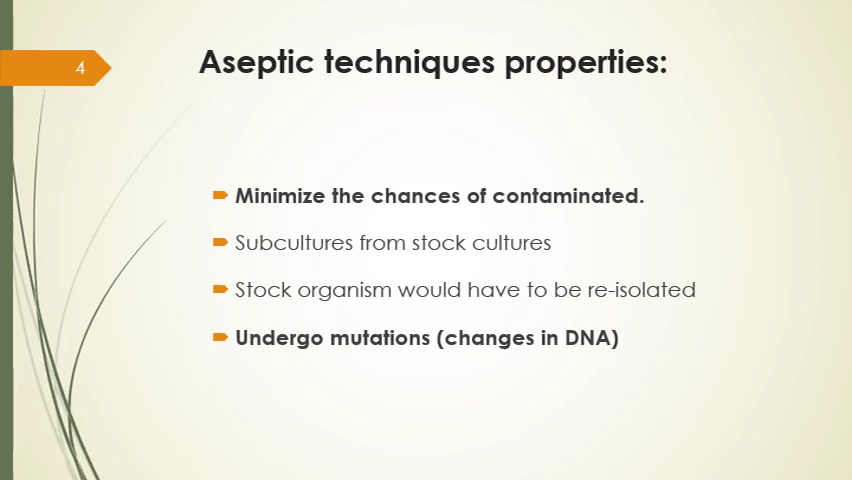 4
Aseptic techniques properties:
Minimize the chances of contaminated.
Subcultures from stock cultures
Stock organism would have to be re-isolated
Undergo mutations (changes in DNA)